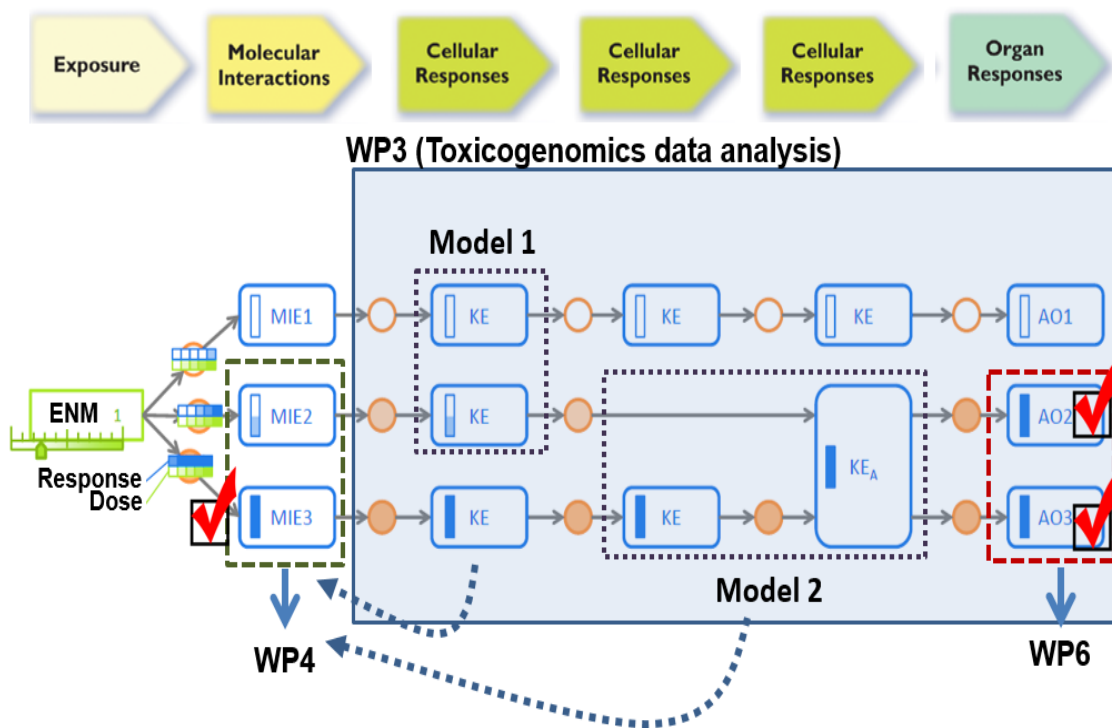 Exposure
Molecular
Interactions
Cellular
Responses
Cellular
Responses
Cellular
Responses
Organ
Responses
WP3 (Toxicogenomics data analysis)
Model 1
MIE1
KE
KE
KE
AO1
ENM 1
MIE2
KE
AO2
Response
Dose
KEA
MIE3
KE
KE
AO3
Model 2
WP4
WP6